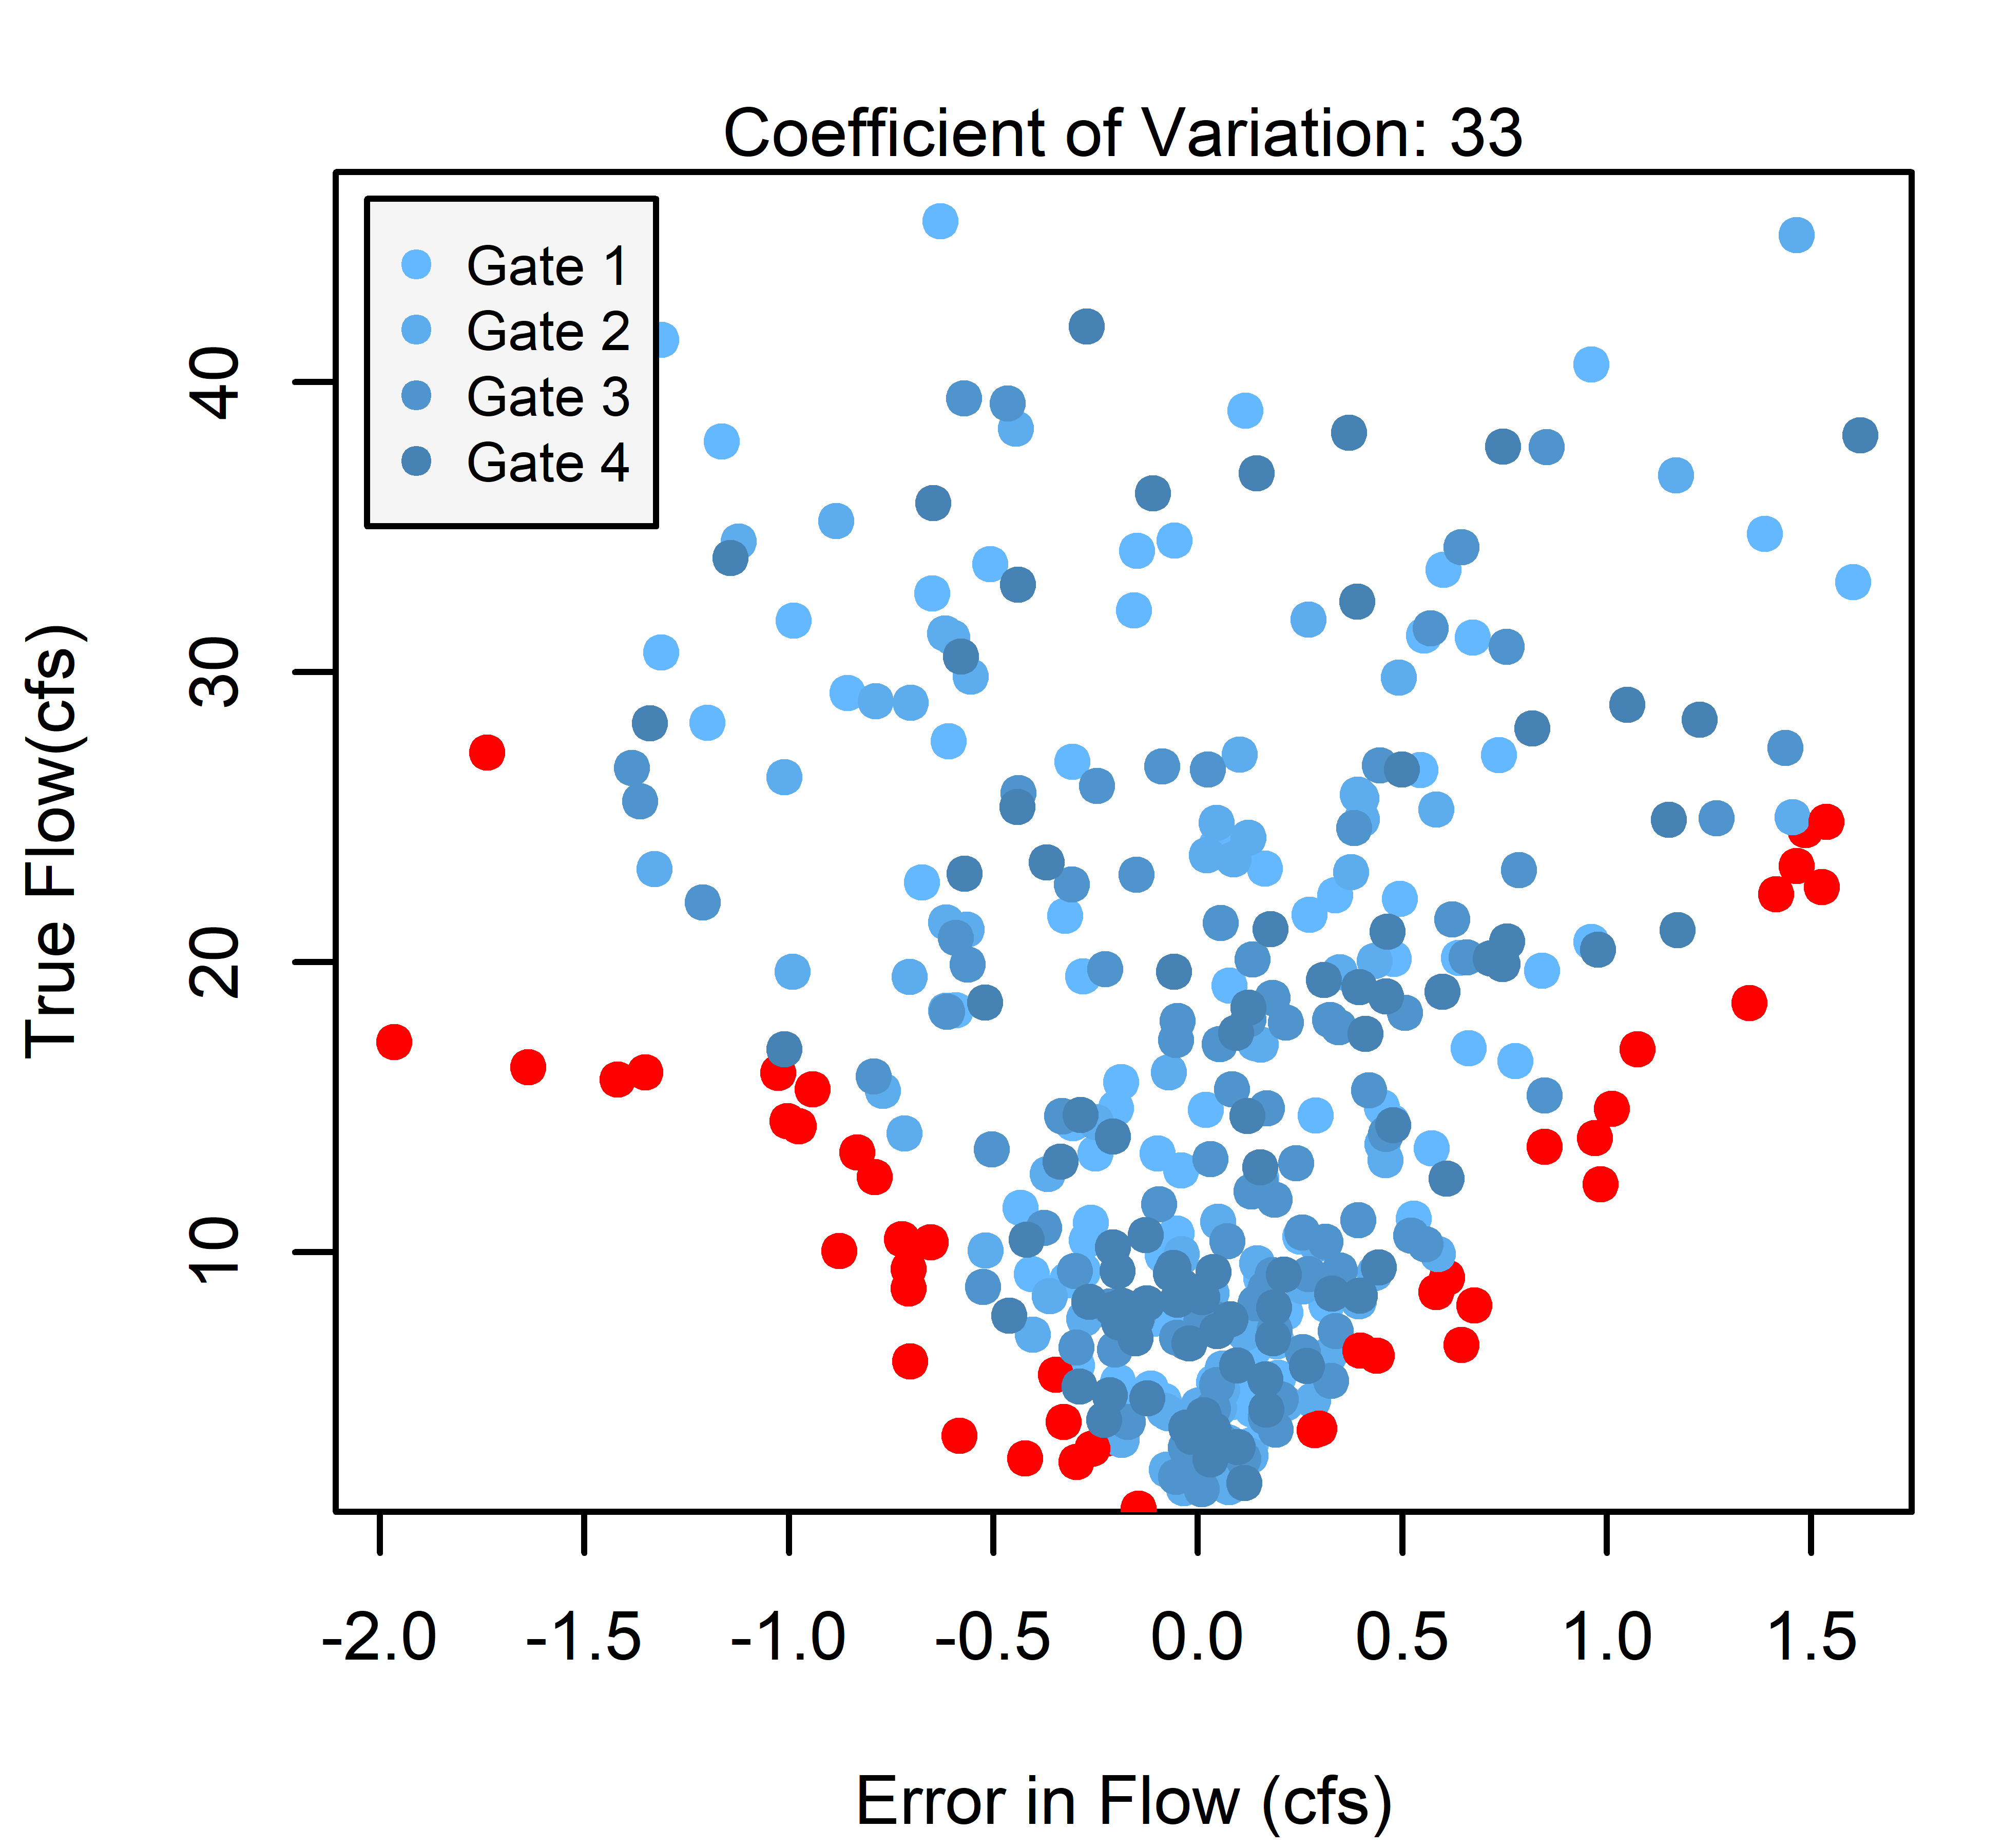 Coefficient of Variation: 33
Gate 1
Gate 2
Gate 3
Gate 4
True Flow(cfs)
40
30
20
10
-2.0 -1.5 -1.0 -0.5 0.0 0.5 1.0 1.5
Error in Flow (cfs)